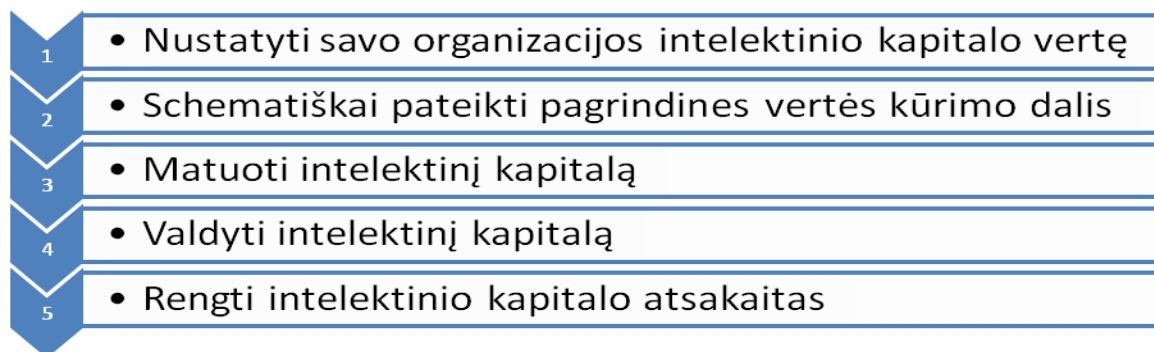 1 • Nustatyti savo organizacijos intelektinio kapitalo vertę
2 • Schematiškai pateikti pagrindines vertės kūrimo dalis
3 • Matuoti intelektinį kapitalą
4 • Valdyti intelektinį kapitalą
5 • Rengti intelektinio kapitalo atsakaitas